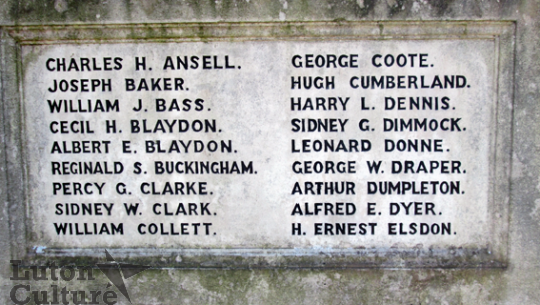 CHARLES H. ANSELL.
JOSEPH BAKER.
WILLIAM J. BASS.
CECIL H. BLAYDON.
ALBERT E. BLAYDON.
REGINALD S. BUCKINGHAM.
PERCY G. CLARKE.
SIDNEY W. CLARK.
WILLIAM COLLETT.
GEORGE COOTE.
HUGH CUMBERLAND.
HARRY L. DENNIS.
SIDNEY G. DIMMOCK.
LEONARD DONNE.
GEORGE W. DRAPER.
ARTHUR DUMPLETON.
ALFRED E. DYER.
H. ERNEST ELSDON.
Luton
Culture